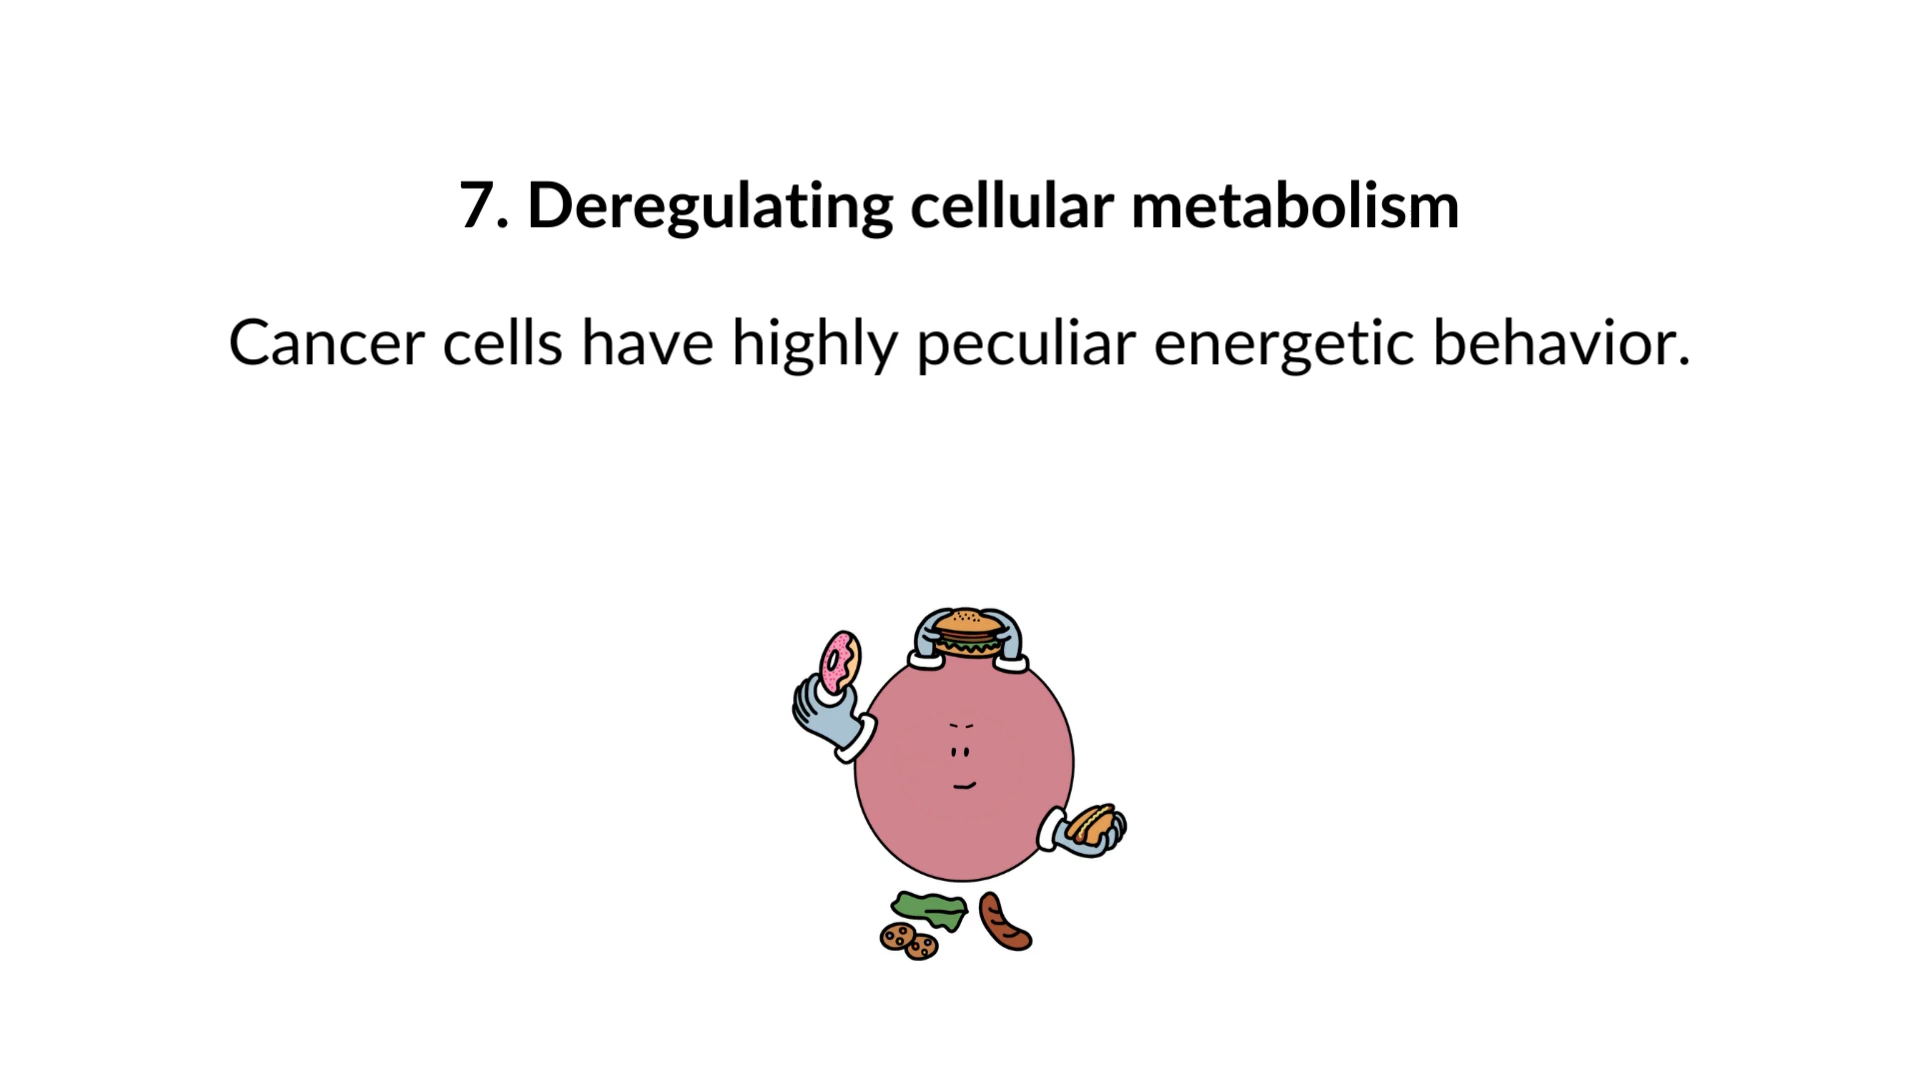 7. Deregulating cellular metabolism
Cancer cells have highly peculiar energetic behavior.